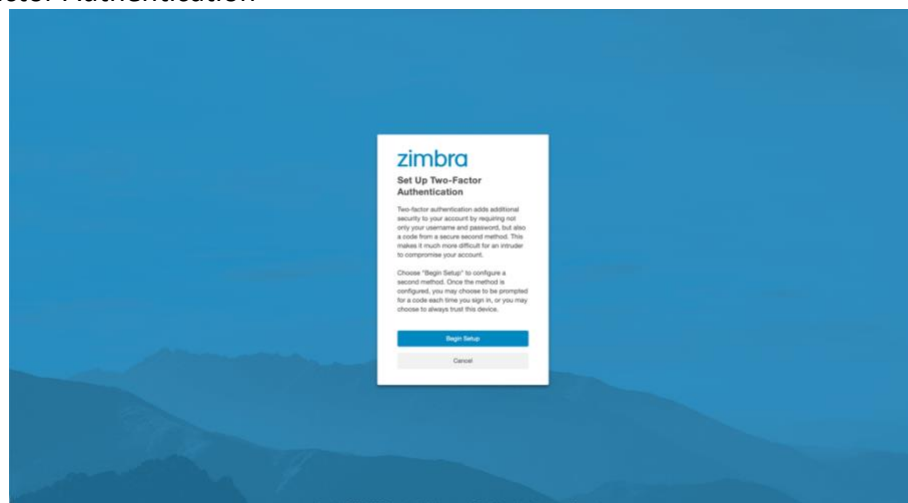 ctor Authentication
zimbra
Set Up Two-Factor
Authentication
Two-factor authentication adds additional
security to your account by requiring not
only your username and password, but also
a code from a secure second method. This
makes it much more difficult for an intruder
to compromise your account.
Choose "Begin Setup" to configure a
second method. Once the method is
configured, you may choose to be prompted
for a code each time you sign in, or you may
choose to always trust this device.
Begin Setup
Cancel